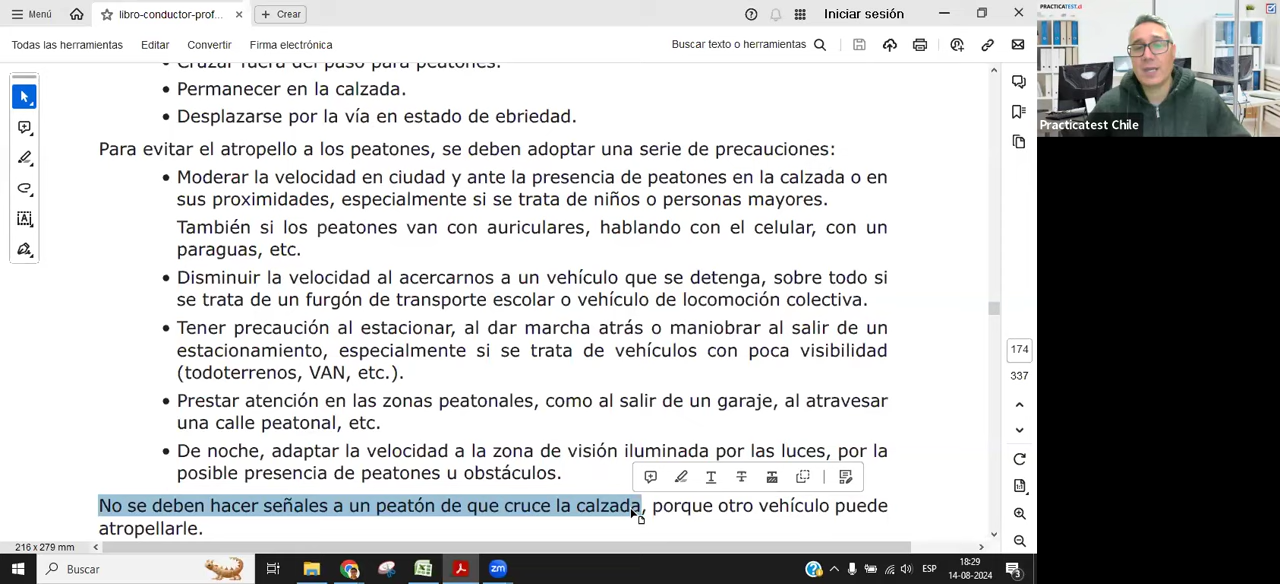 Menú
libro-conductor-prof...
Crear
Iniciar sesión
Todas las herramientas
Editar
Convertir
Firma electrónica
Buscar texto o herramientas
Cruzar fuera del paso para peatones.
• Permanecer en la calzada.
• Desplazarse por la vía en estado de ebriedad.
Para evitar el atropello a los peatones, se deben adoptar una serie de precauciones:
• Moderar la velocidad en ciudad y ante la presencia de peatones en la calzada o en
sus proximidades, especialmente si se trata de niños o personas mayores.
También si los peatones van con auriculares, hablando con el celular, con un
paraguas, etc.
• Disminuir la velocidad al acercarnos a un vehículo que se detenga, sobre todo si
se trata de un furgón de transporte escolar o vehículo de locomoción colectiva.
• Tener precaución al estacionar, al dar marcha atrás o maniobrar al salir de un
estacionamiento, especialmente si se trata de vehículos con poca visibilidad
(todoterrenos, VAN, etc.).
• Prestar atención en las zonas peatonales, como al salir de un garaje, al atravesar
una calle peatonal, etc.
• De noche, adaptar la velocidad a la zona de visión iluminada por las luces, por la
posible presencia de peatones u obstáculos.
No se deben hacer señales a un peatón de que cruce la calzada, porque otro vehículo puede
atropellarle.
174
337
216 x 279 mm
PRACTICATEST.cl
Practicatest Chile
Buscar
ESP
18:29
14-08-2024
3